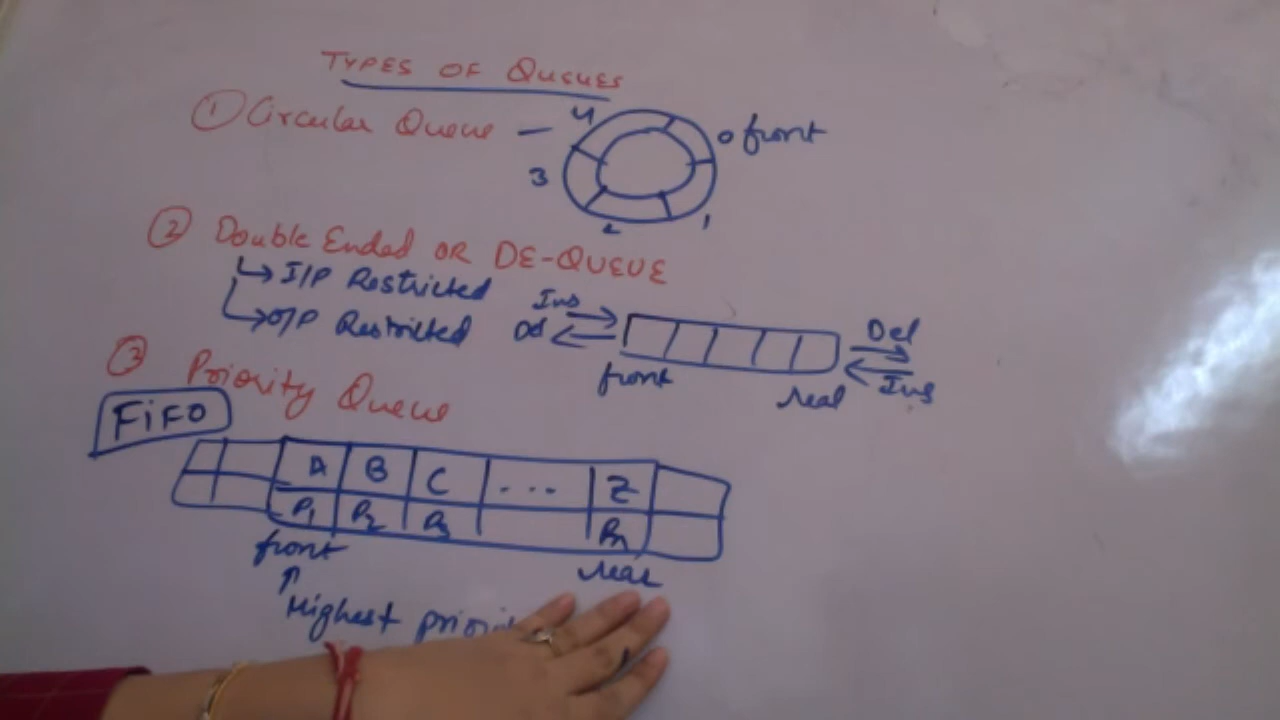 TYPES OF QUEUES
① Circular Queue –
4
0 front
3
2
1
② Double Ended OR DE-QUEUE
↳ I/P Restricted
↳ O/P Restricted
Ins
Del
Del
Ins
front
rear
③ Priority Queue
FiFO
A B C ... Z
P1 P2 P3 Pn
front
rear
↑
Highest